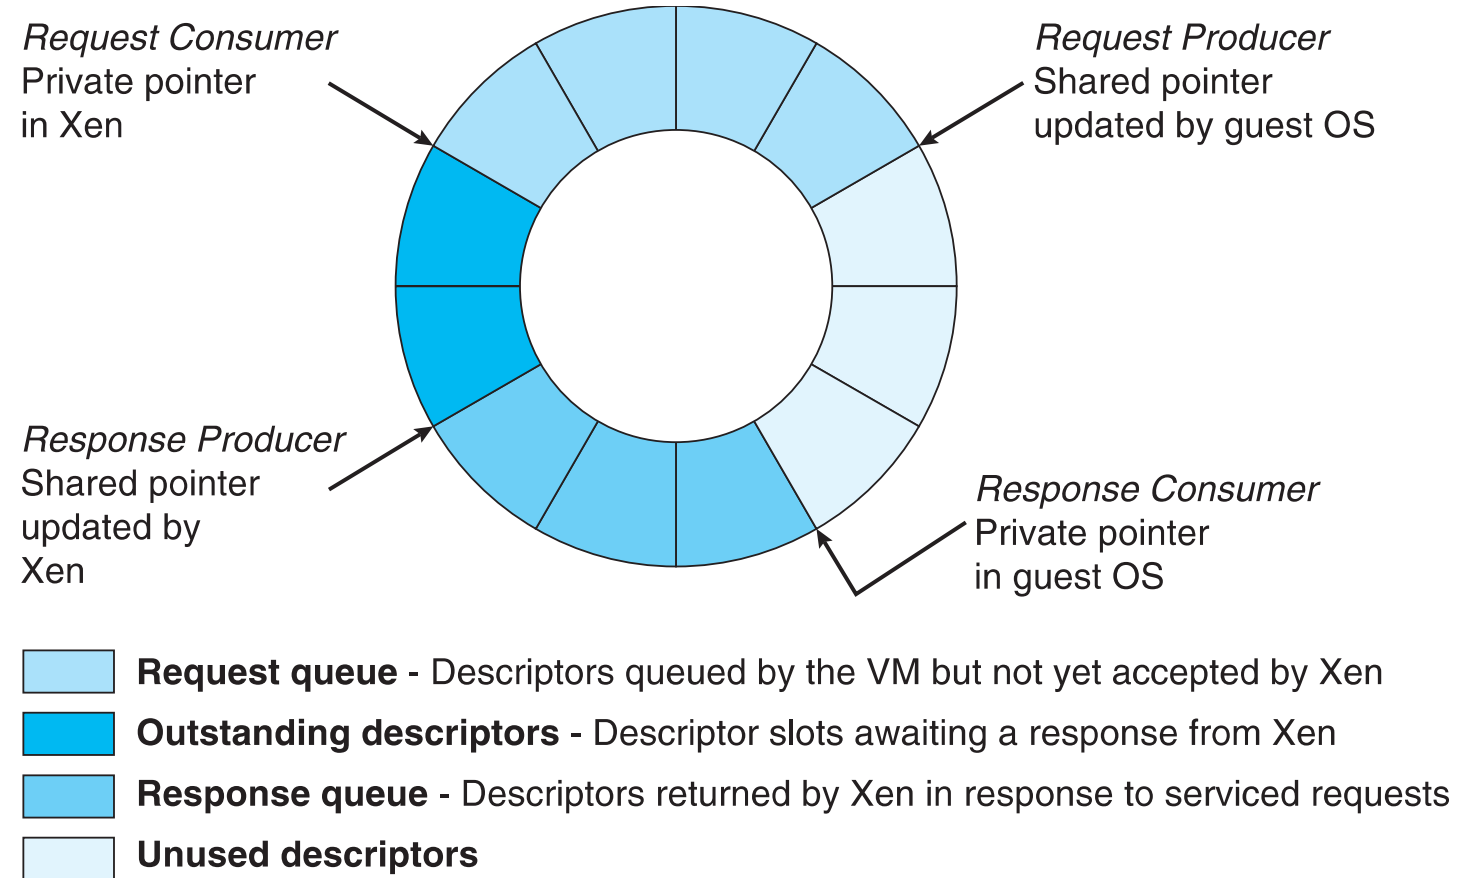 Request Consumer
Private pointer
in Xen
Request Producer
Shared pointer
updated by guest OS
Response Producer
Shared pointer
updated by
Xen
Response Consumer
Private pointer
in guest OS
Request queue - Descriptors queued by the VM but not yet accepted by Xen
Outstanding descriptors - Descriptor slots awaiting a response from Xen
Response queue - Descriptors returned by Xen in response to serviced requests
Unused descriptors